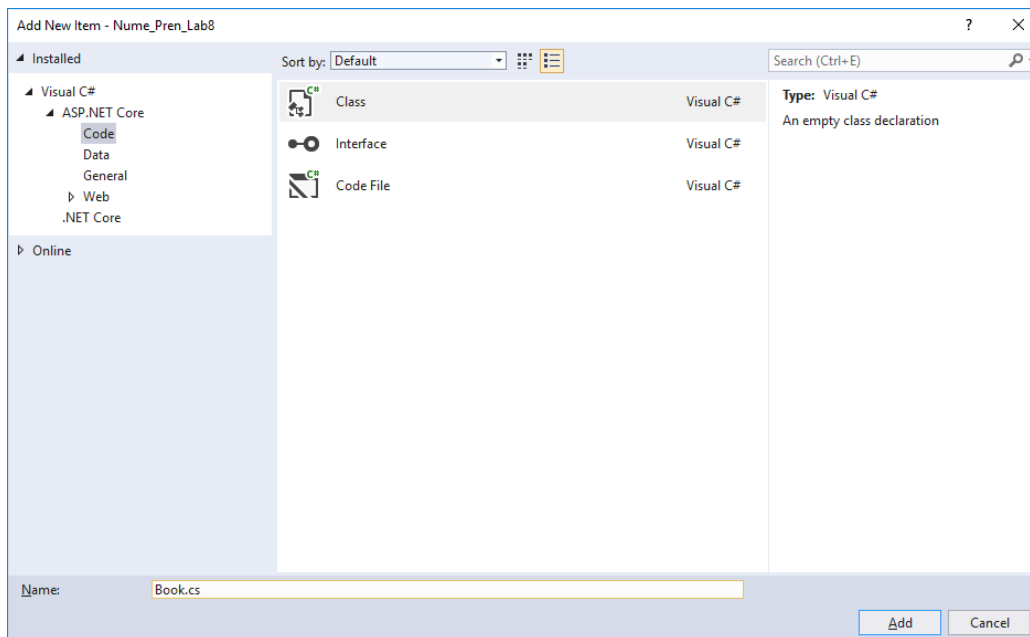 Add New Item - Nume_Pren_Lab8
?
Installed
Sort by: Default
Search (Ctrl+E)
Visual C#
ASP.NET Core
Code
Data
General
Web
.NET Core
Online
C# Class Visual C#
Interface Visual C#
C# Code File Visual C#
Type: Visual C#
An empty class declaration
Name: Book.cs
Add Cancel